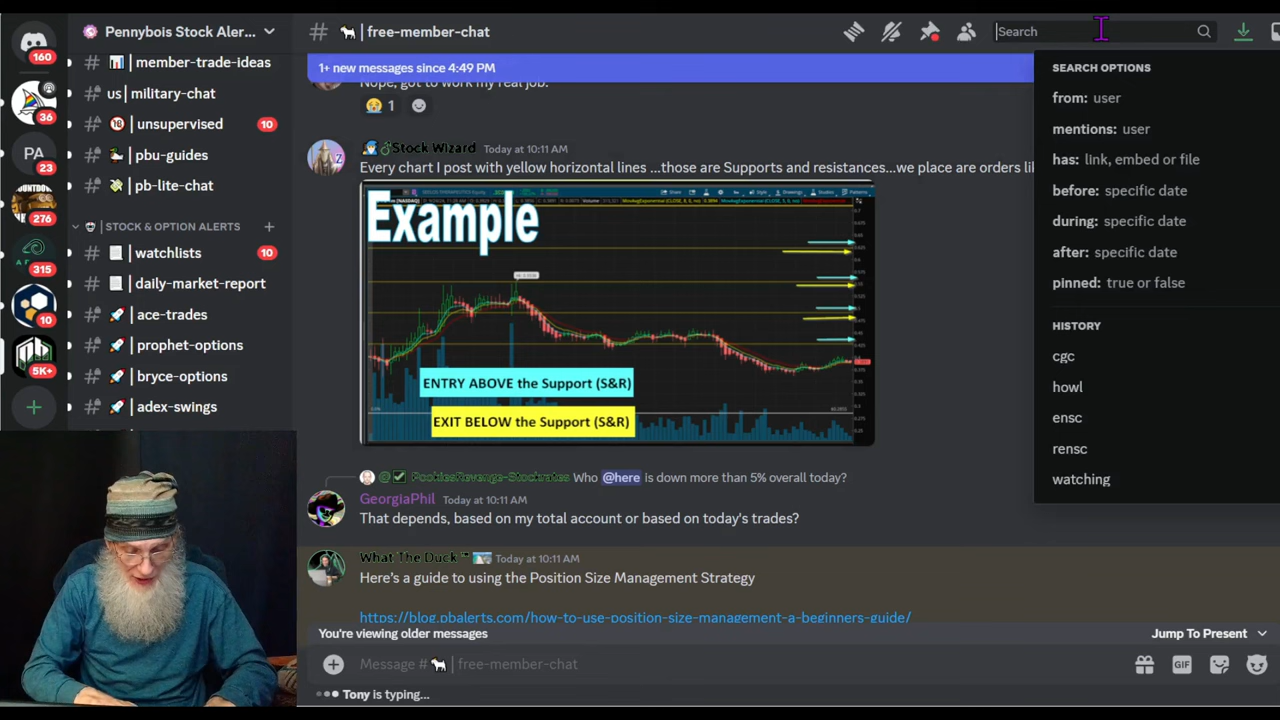 Pennybois Stock Aler...
160
member-trade-ideas
us | military-chat
36
unsupervised
10
PA
23
pbu-guides
pb-lite-chat
276
STOCK & OPTION ALERTS
watchlists
10
315
daily-market-report
10
aoe-trades
prophet-options
5K+
bryce-options
adex-swings
free-member-chat
Search
1+ new messages since 4:49 PM
Nope, got to work my real job.
1
Stock Wizard Today at 10:11 AM
Every chart I post with yellow horizontal lines ...those are Supports and resistances...we place are orders li
Example
ENTRY ABOVE the Support (S&R)
EXIT BELOW the Support (S&R)
PookiesRevenge-Stockrates Who @here is down more than 5% overall today?
GeorgiaPhil Today at 10:11 AM
That depends, based on my total account or based on today's trades?
What The Duck ™ Today at 10:11 AM
Here's a guide to using the Position Size Management Strategy
https://blog.pbalerts.com/how-to-use-position-size-management-a-beginners-guide/
You're viewing older messages
Jump To Present
Message # | free-member-chat
GIF
Tony is typing...
SEARCH OPTIONS
from: user
mentions: user
has: link, embed or file
before: specific date
during: specific date
after: specific date
pinned: true or false
HISTORY
cgc
howl
ensc
rensc
watching